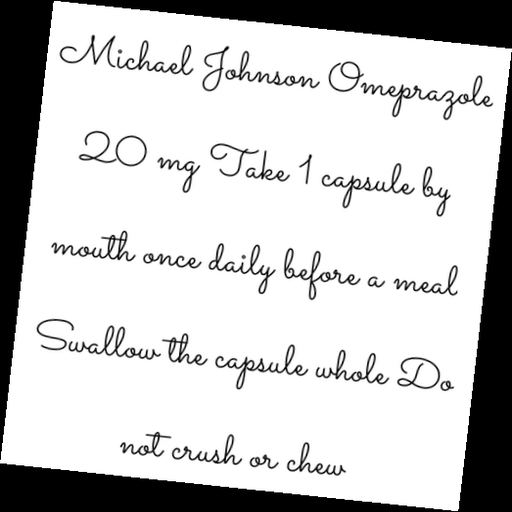 Michael Johnson Omeprazole
20 mg Take 1 capsule by
mouth once daily before a meal
Swallow the capsule whole Do
not crush or chew